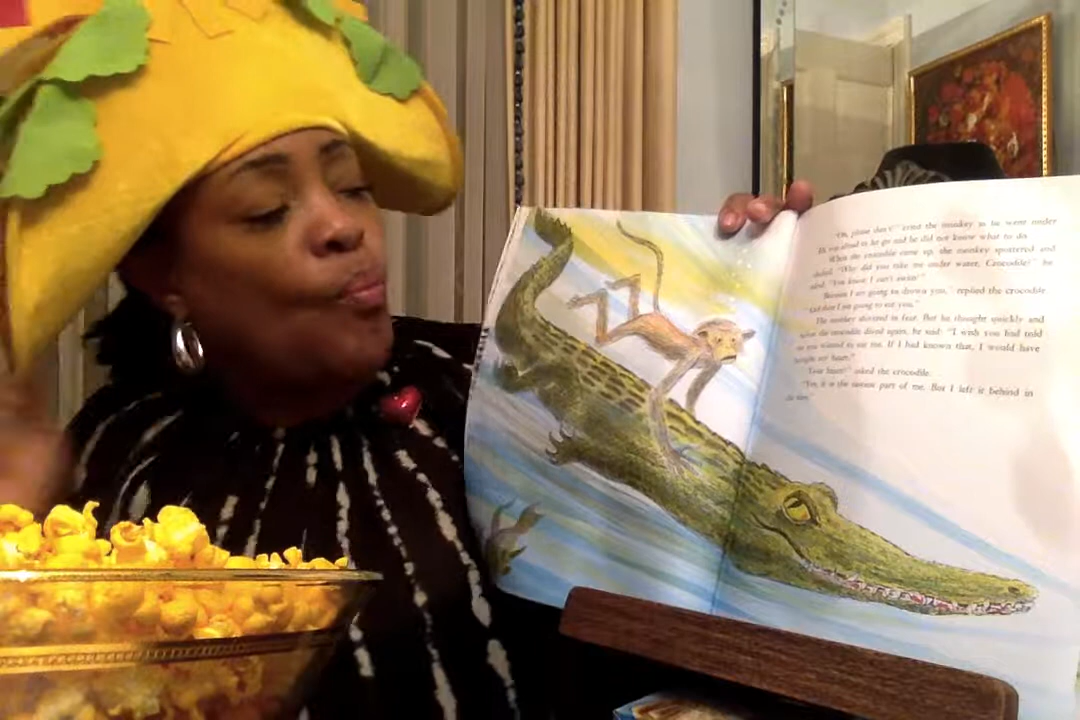 "Oh, please don't!" cried the monkey as he went under
He was afraid to let go and he did not know what to do.
When the crocodile came up, the monkey sputtered and
choked. "Why did you take me under water, Crocodile?" he
asked. "You know I can't swim!"
"Because I am going to drown you," replied the crocodile
"and then I am going to eat you."
The monkey shivered in fear. But he thought quickly and
before the crocodile dived again, he said: "I wish you had told
me you wanted to eat me. If I had known that, I would have
brought my heart."
"Your heart?" asked the crocodile.
"Yes, it is the tastiest part of me. But I left it behind in
the tree."